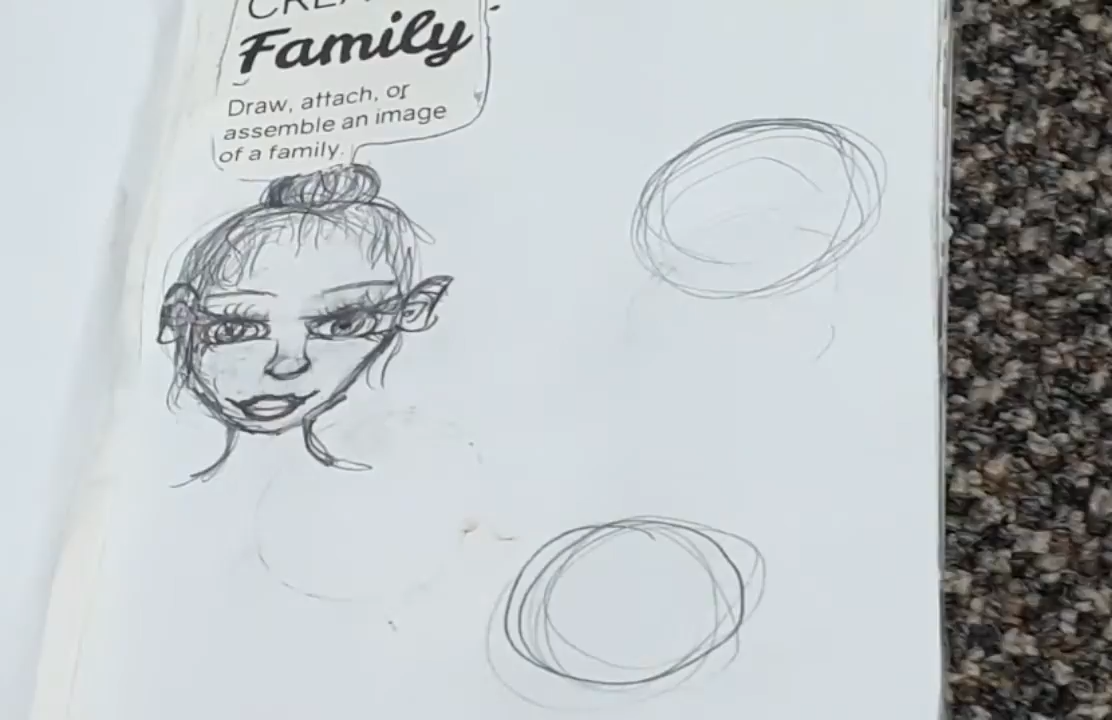 Family
Draw, attach, or
assemble an image
of a family.